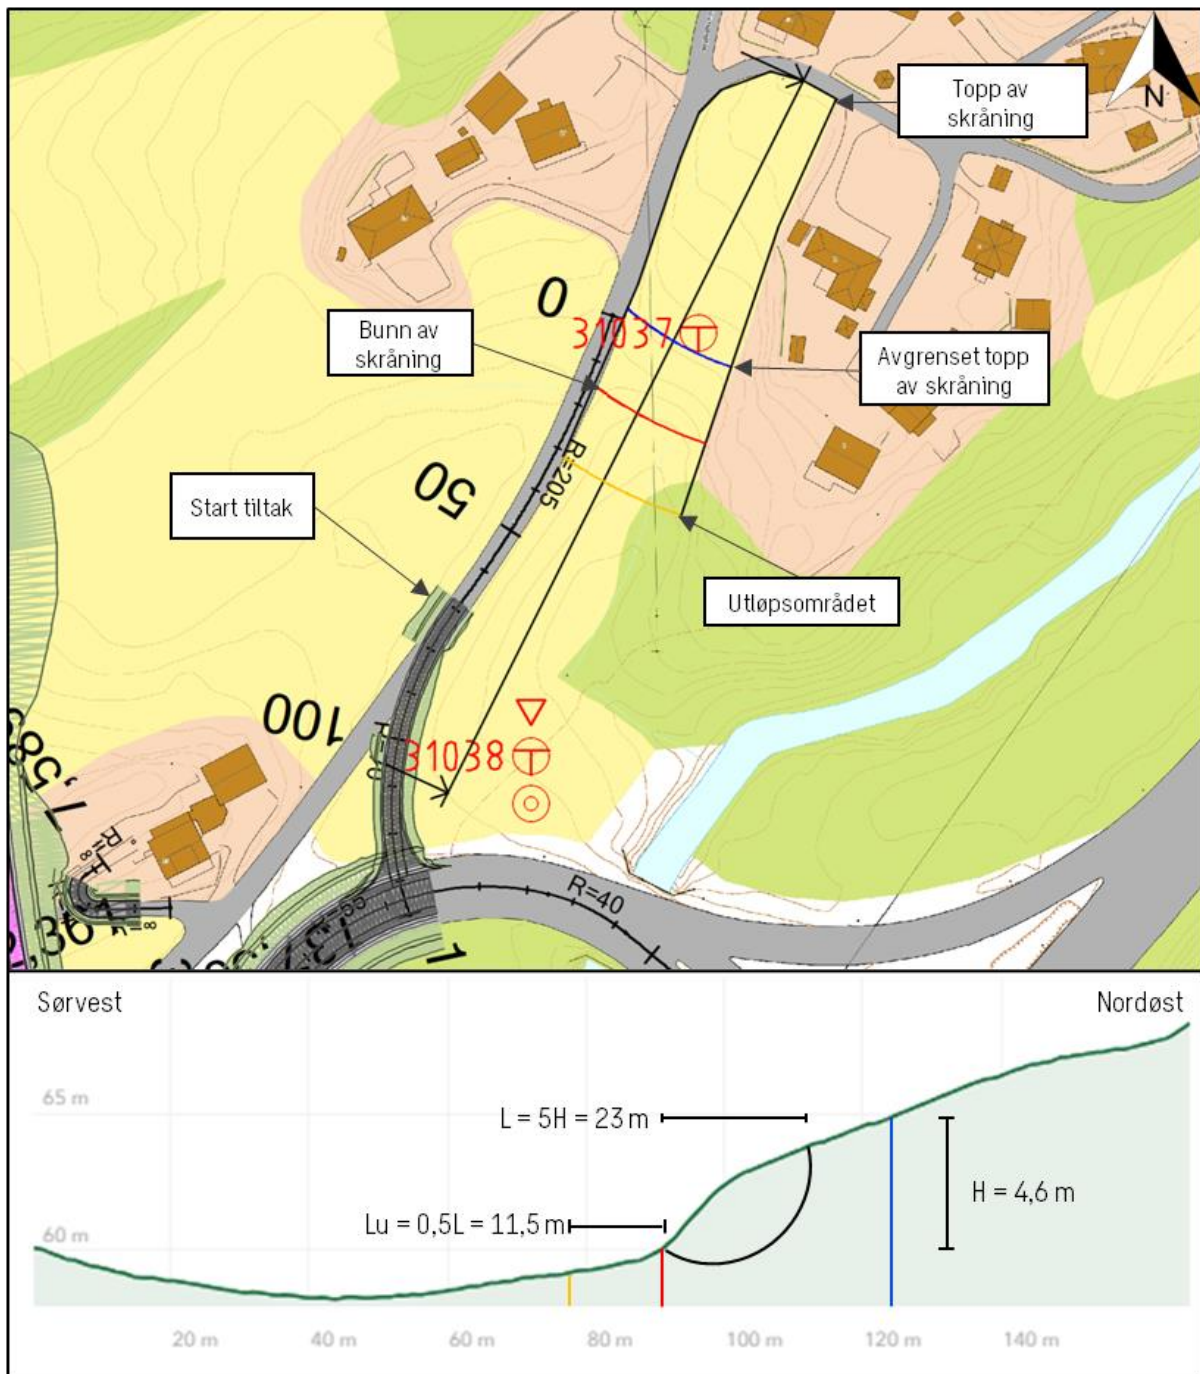 Topp av
skråning
N
0
31037
Bunn av
skråning
Avgrenset topp
av skråning
R=205
50
Start tiltak
Utløpsområdet
100
31038
R=40
1
Sørvest
Nordøst
65 m
L = 5H = 23 m
H = 4,6 m
Lu = 0,5L = 11,5 m
60 m
20 m
40 m
60 m
80 m
100 m
120 m
140 m